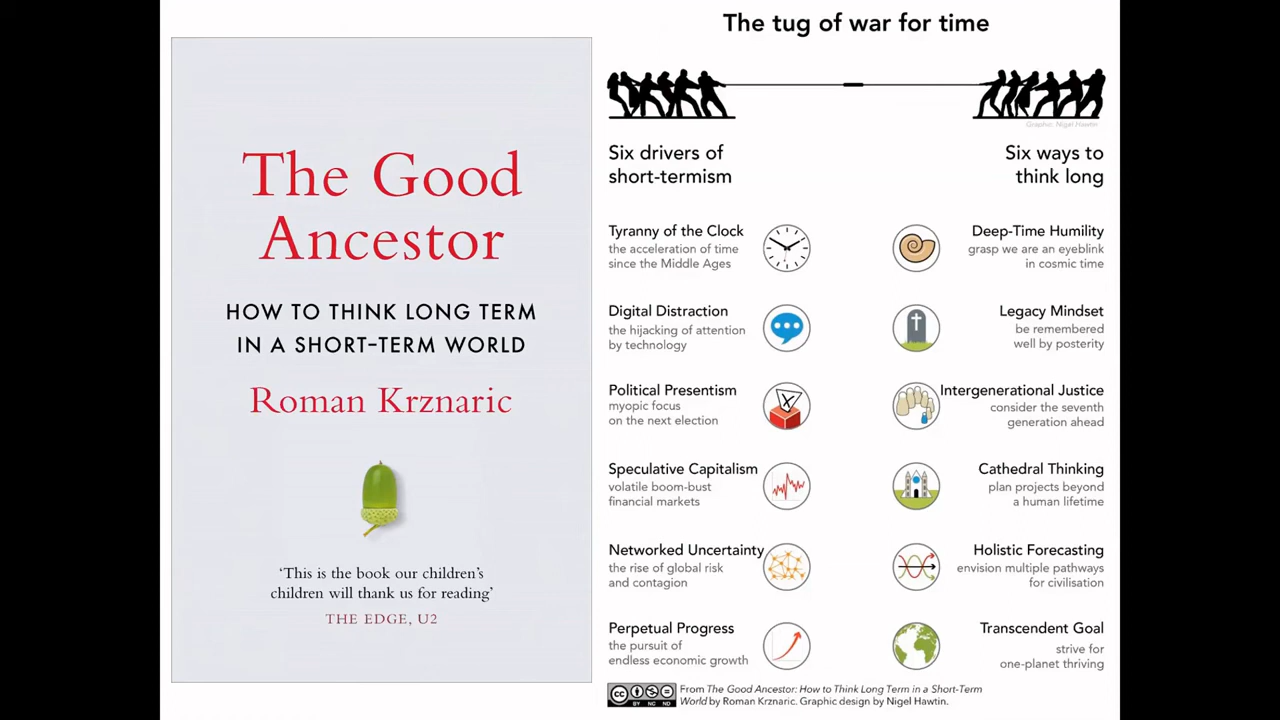 The Good
Ancestor
HOW TO THINK LONG TERM
IN A SHORT-TERM WORLD
Roman Krznaric
‘This is the book our children’s
children will thank us for reading’
THE EDGE, U2
The tug of war for time
Graphic: Nigel Hawtin
Six drivers of
short-termism
Tyranny of the Clock
the acceleration of time
since the Middle Ages
Digital Distraction
the hijacking of attention
by technology
Political Presentism
myopic focus
on the next election
Speculative Capitalism
volatile boom-bust
financial markets
Networked Uncertainty
the rise of global risk
and contagion
Perpetual Progress
the pursuit of
endless economic growth
Six ways to
think long
Deep-Time Humility
grasp we are an eyeblink
in cosmic time
Legacy Mindset
be remembered
well by posterity
Intergenerational Justice
consider the seventh
generation ahead
Cathedral Thinking
plan projects beyond
a human lifetime
Holistic Forecasting
envision multiple pathways
for civilisation
Transcendent Goal
strive for
one-planet thriving
cc
BY NC ND
From The Good Ancestor: How to Think Long Term in a Short-Term
World by Roman Krznaric. Graphic design by Nigel Hawtin.